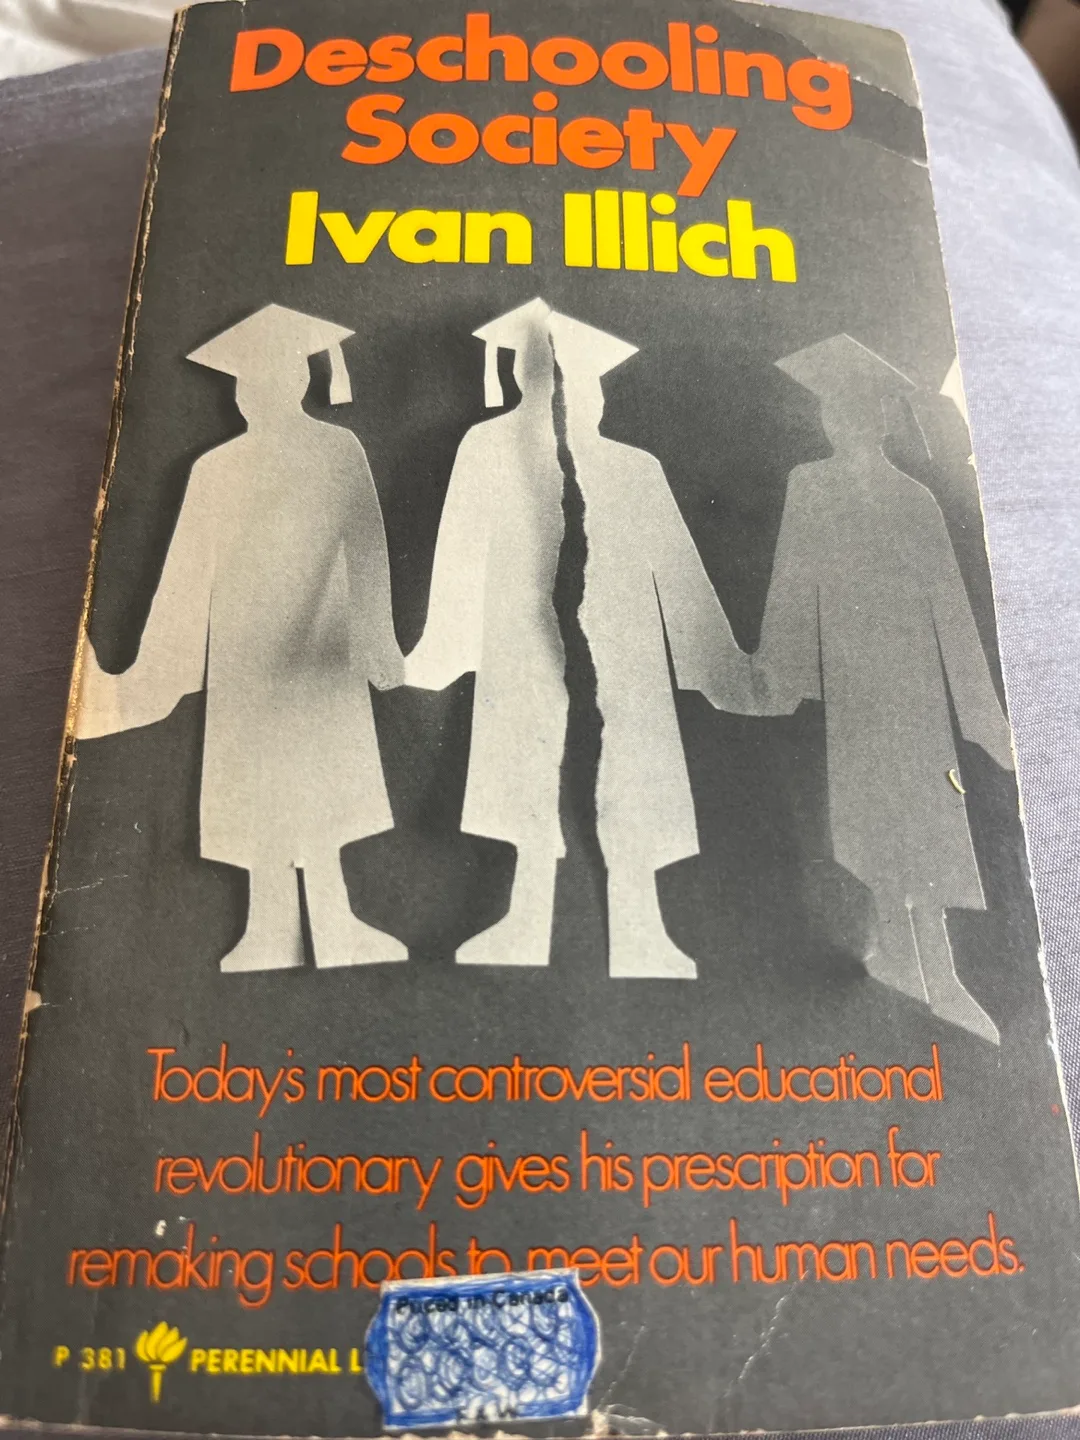 Deschooling
Society
Ivan Illich
Today's most controversial educational
revolutionary gives his prescription for
remaking schools to meet our human needs.
Priced in Canada
P 381 PERENNIAL L